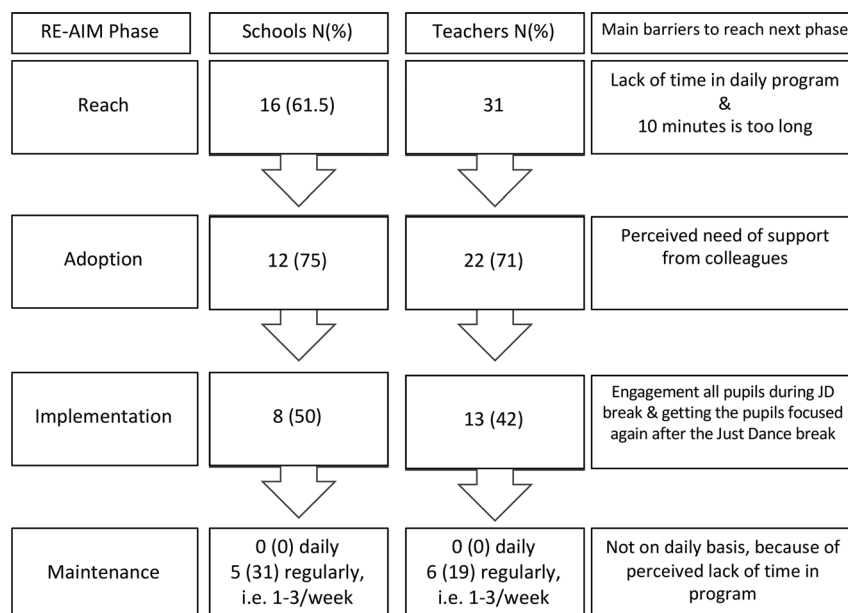 RE-AIM Phase
Schools N(%)
Teachers N(%)
Main barriers to reach next phase
Reach
16 (61.5)
31
Lack of time in daily program
&
10 minutes is too long
Adoption
12 (75)
22 (71)
Perceived need of support
from colleagues
Implementation
8 (50)
13 (42)
Engagement all pupils during JD
break & getting the pupils focused
again after the Just Dance break
Maintenance
0 (0) daily
5 (31) regularly,
i.e. 1-3/week
0 (0) daily
6 (19) regularly,
i.e. 1-3/week
Not on daily basis, because of
perceived lack of time in
program